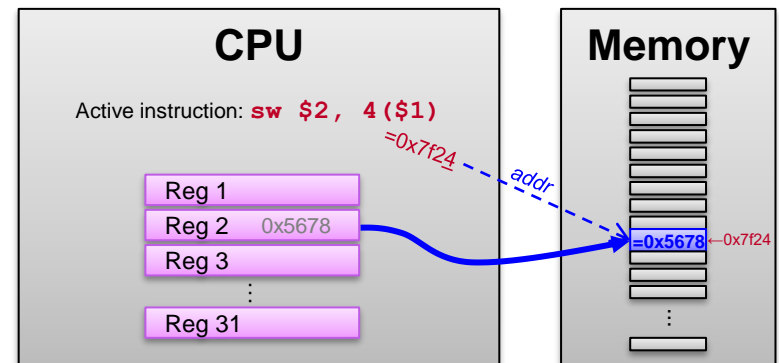 CPU
Active instruction: sw $2, 4($1)
=0x7f24
addr
Reg 1
Reg 2 0x5678
Reg 3
⋮
Reg 31
Memory
=0x5678 ←0x7f24
⋮